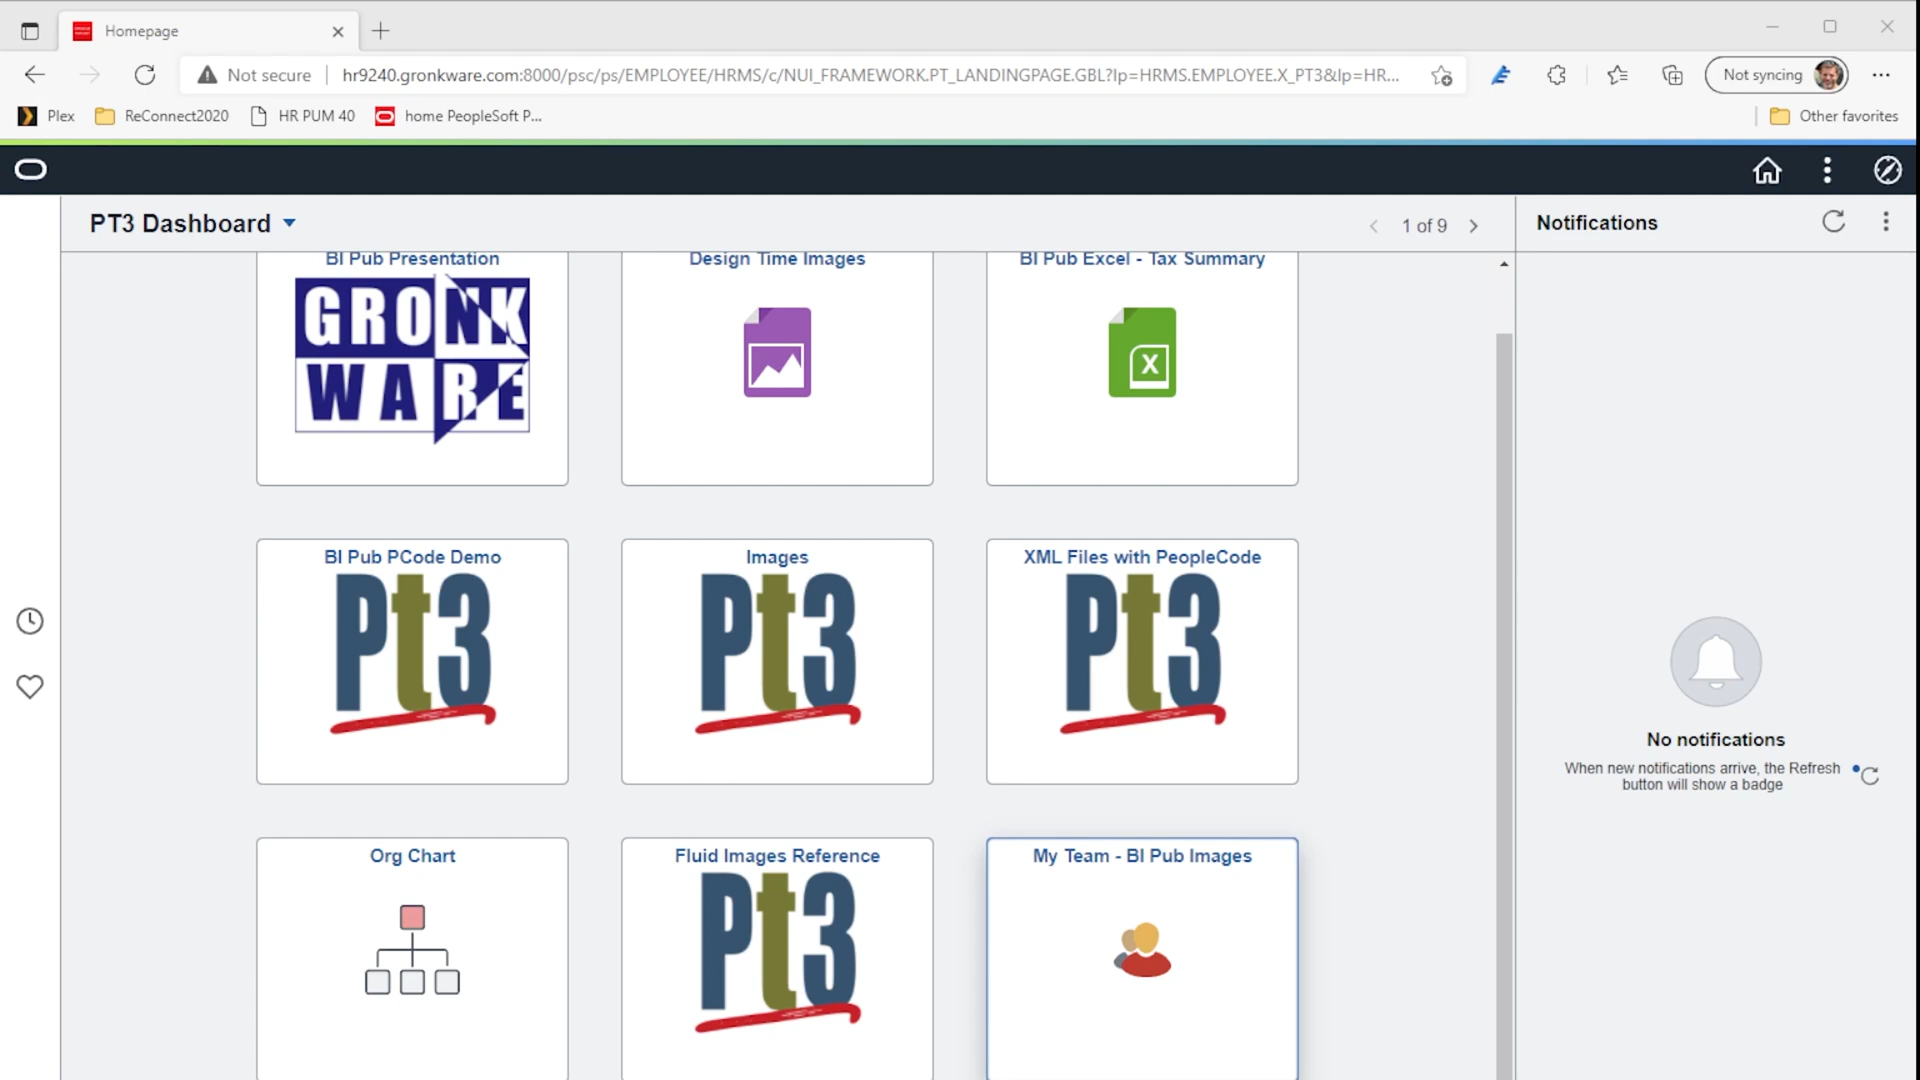 Homepage
Not secure
hr9240.gronkware.com:8000/psc/ps/EMPLOYEE/HRMS/c/NUI_FRAMEWORK.PT_LANDINGPAGE.GBL?lp=HRMS.EMPLOYEE.X_PT3&lp=HR...
Not syncing
Plex
ReConnect2020
HR PUM 40
home PeopleSoft P...
Other favorites
PT3 Dashboard
1 of 9
Notifications
BI Pub Presentation
Design Time Images
BI Pub Excel - Tax Summary
GRONK
WARE
X
BI Pub PCode Demo
Images
XML Files with PeopleCode
Pt3
Pt3
Pt3
No notifications
When new notifications arrive, the Refresh
button will show a badge
Org Chart
Fluid Images Reference
My Team - BI Pub Images
Pt3